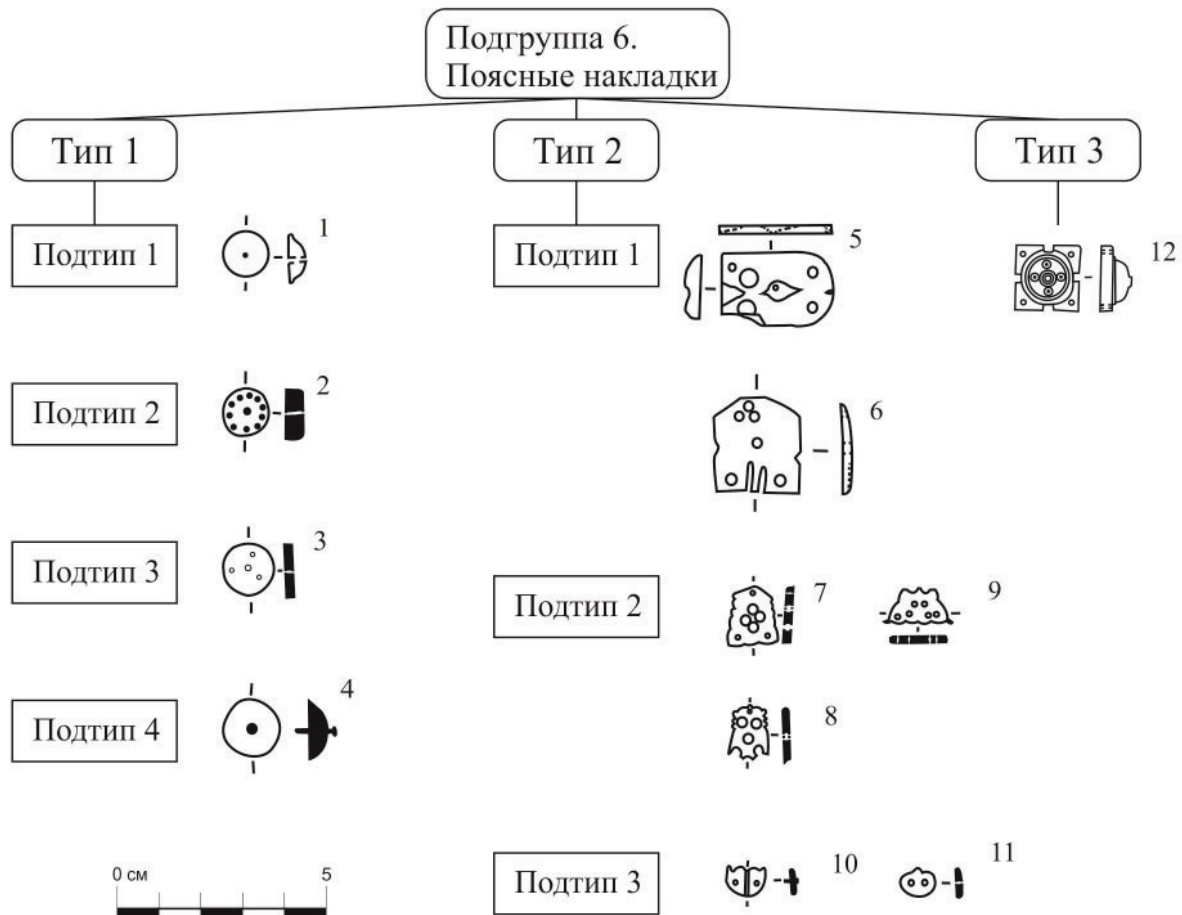 Подгруппа 6.
Поясные накладки
Тип 1
Тип 2
Тип 3
Подтип 1
1
Подтип 1
5
12
Подтип 2
2
6
Подтип 3
3
Подтип 2
7
9
Подтип 4
4
8
0 см
5
Подтип 3
10
11